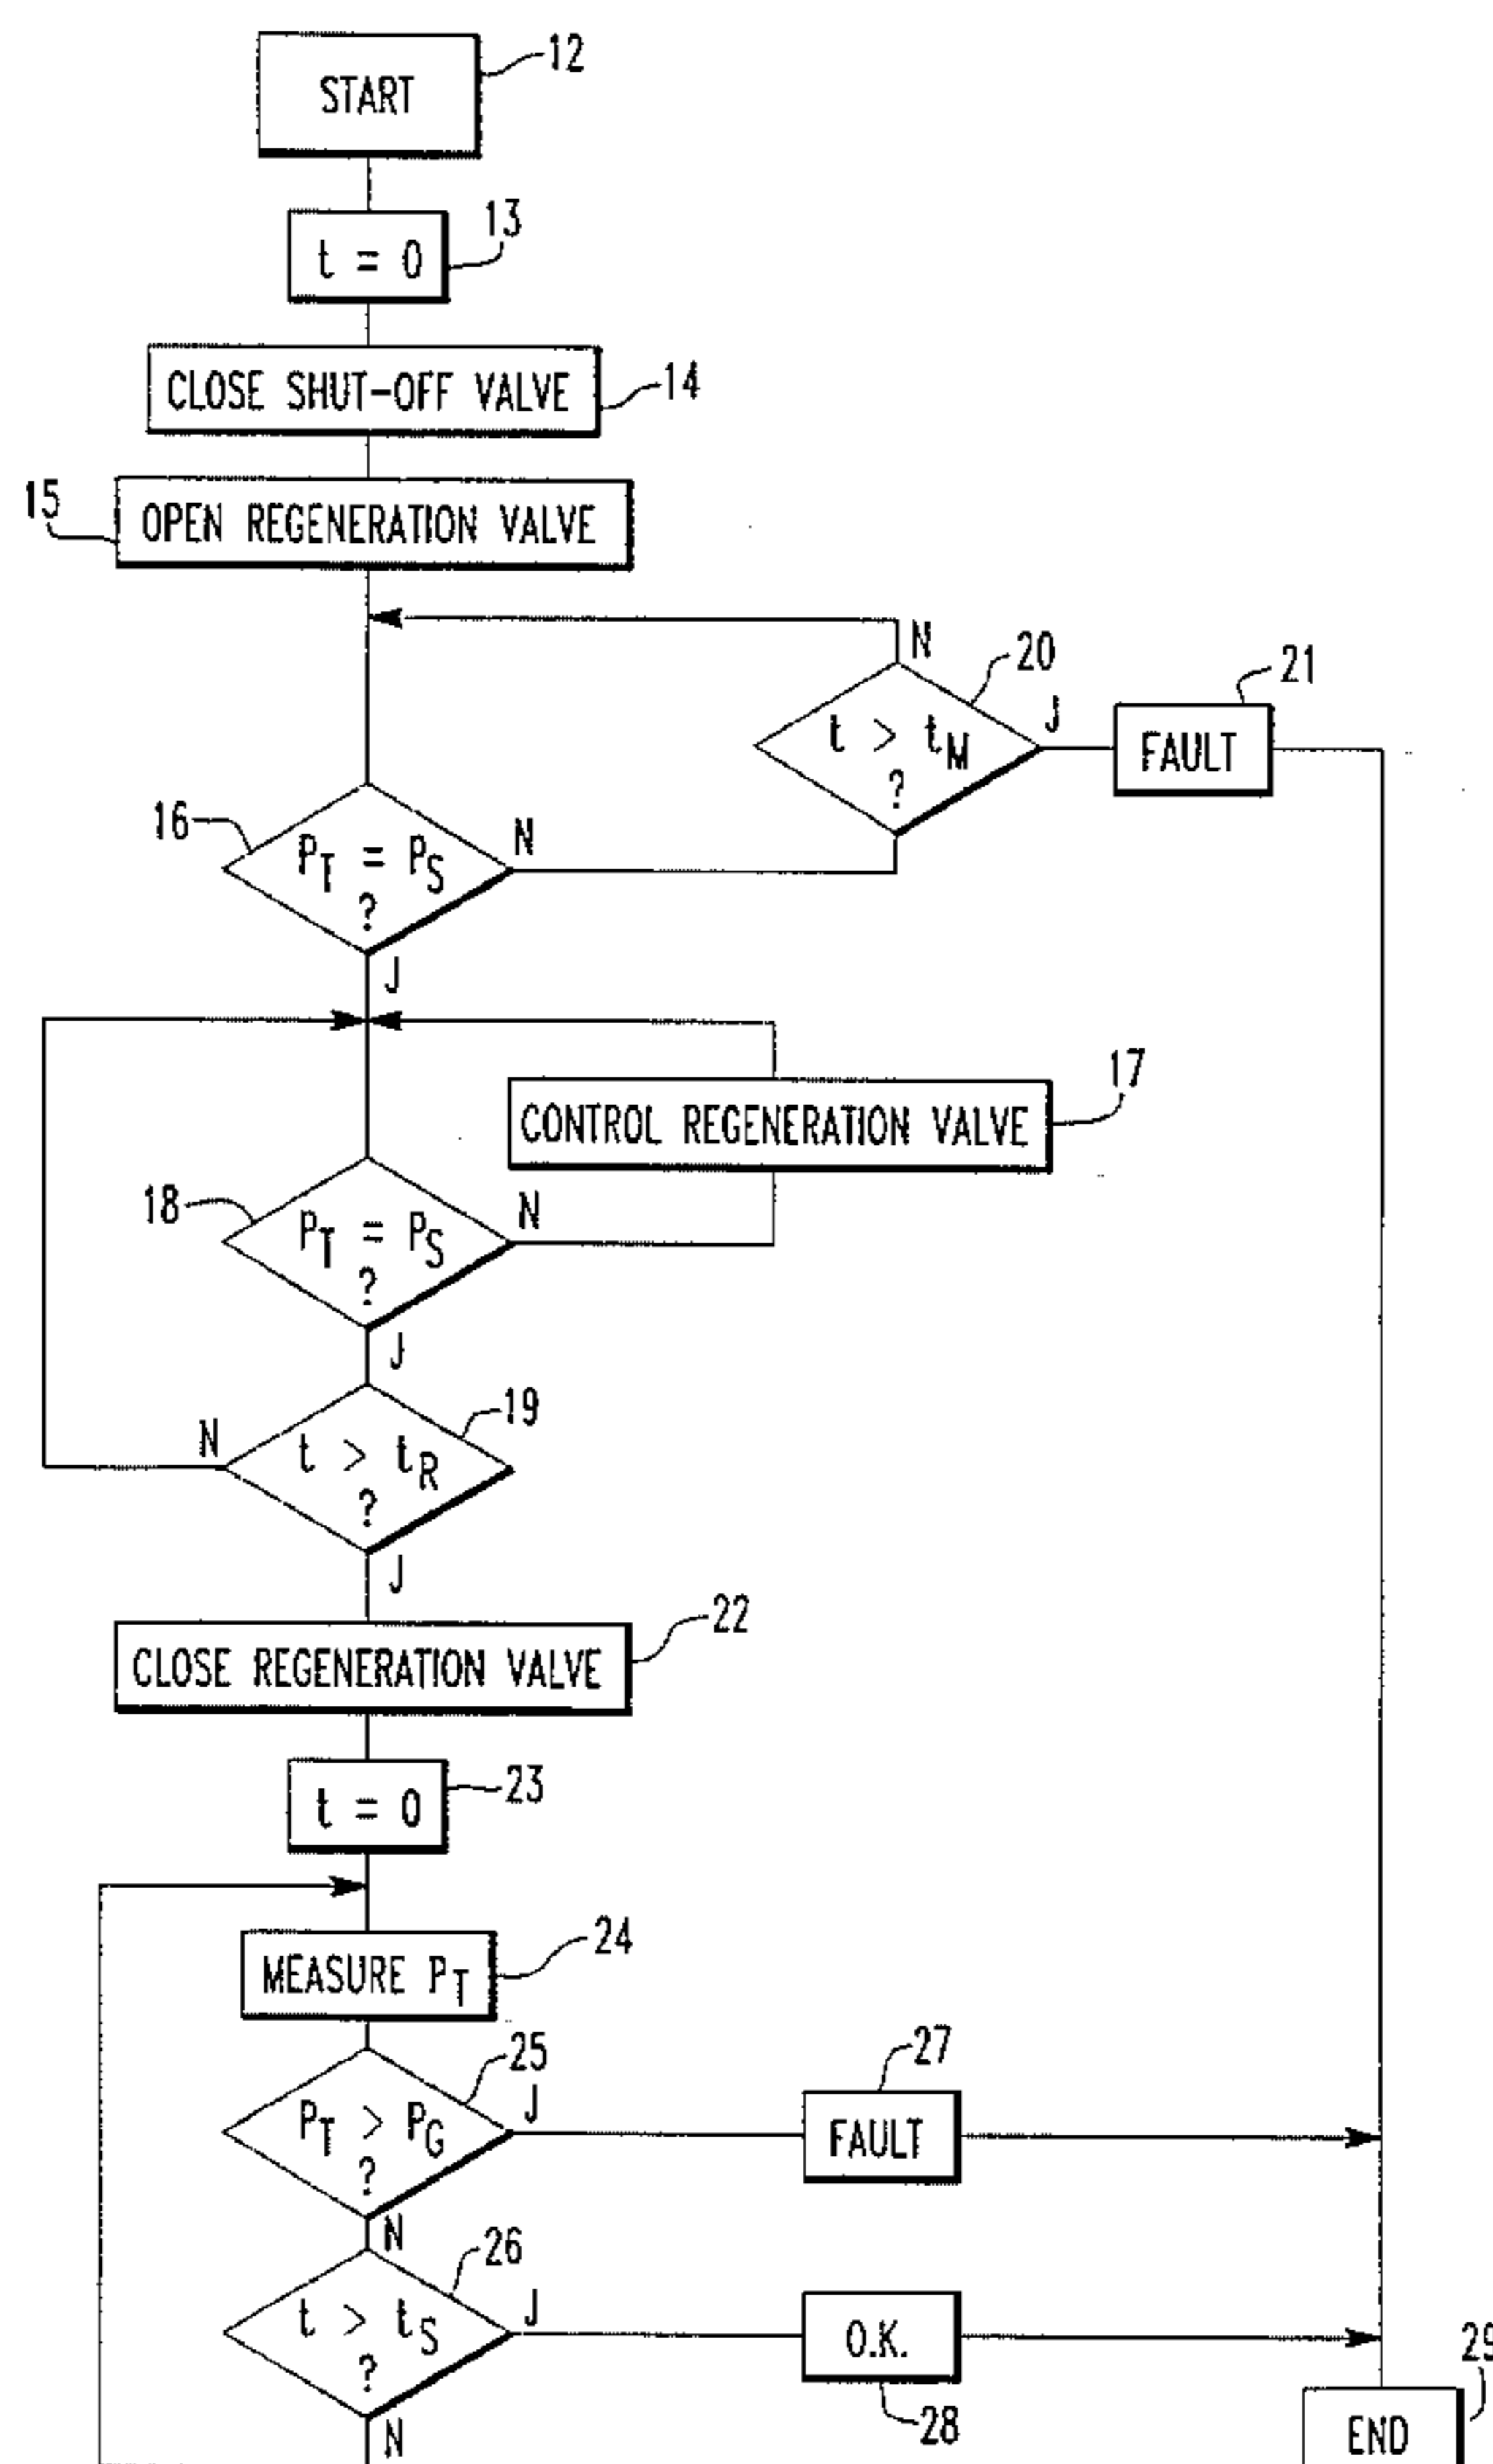 START
12
t = 0
13
CLOSE SHUT-OFF VALVE
14
15
OPEN REGENERATION VALVE
N
20
21
t > tM
?
J
FAULT
16
PT = PS
?
N
J
17
CONTROL REGENERATION VALVE
18
PT = PS
?
N
J
19
N
t > tR
?
J
22
CLOSE REGENERATION VALVE
23
t = 0
24
MEASURE PT
25
27
PT > PG
?
J
FAULT
N
26
t > tS
?
J
O.K.
28
29
N
END